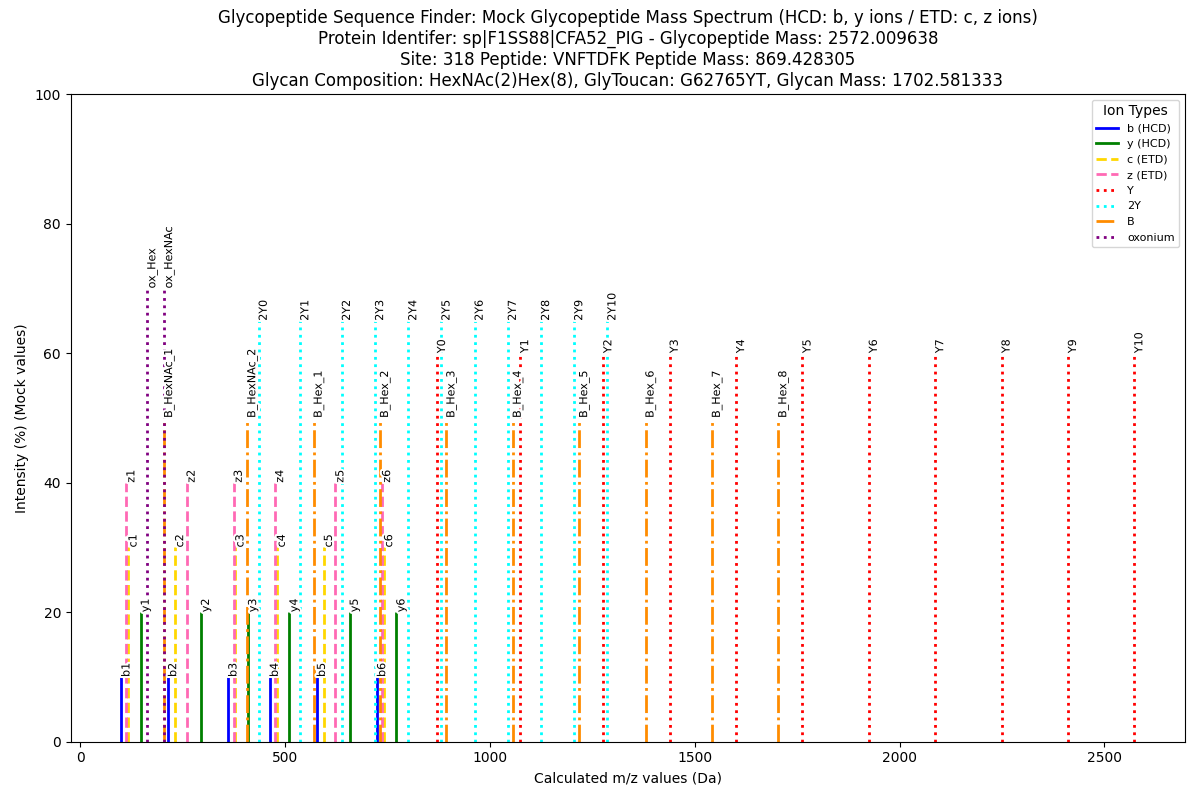 Glycopeptide Sequence Finder: Mock Glycopeptide Mass Spectrum (HCD: b, y ions / ETD: c, z ions)
Protein Identifer: sp|F1SS88|CFA52_PIG - Glycopeptide Mass: 2572.009638
Site: 318 Peptide: VNFTDFK Peptide Mass: 869.428305
Glycan Composition: HexNAc(2)Hex(8), GlyToucan: G62765YT, Glycan Mass: 1702.581333
Ion Types
b (HCD)
y (HCD)
c (ETD)
z (ETD)
Y
2Y
B
oxonium
Intensity (%) (Mock values)
100
80
60
40
20
0
ox_Hex
ox_HexNAc
2Y0
2Y1
2Y2
2Y3
2Y4
2Y5
2Y6
2Y7
2Y8
2Y9
2Y10
Y0
Y1
Y2
Y3
Y4
Y5
Y6
Y7
Y8
Y9
Y10
B_HexNAc_1
B_HexNAc_2
B_Hex_1
B_Hex_2
B_Hex_3
B_Hex_4
B_Hex_5
B_Hex_6
B_Hex_7
B_Hex_8
z1
z2
z3
z4
z5
z6
c1
c2
c3
c4
c5
c6
y1
y2
y3
y4
y5
y6
b1
b2
b3
b4
b5
b6
0
500
1000
1500
2000
2500
Calculated m/z values (Da)